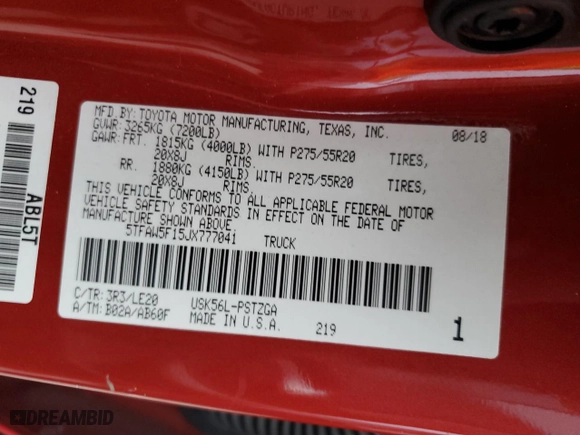 219
ABL5T
MFD BY: TOYOTA MOTOR MANUFACTURING, TEXAS, INC. 08/18
GVWR: 3265KG (7200LB)
GAWR: FRT. 1815KG (4000LB) WITH P275/55R20 TIRES,
20X8J RIMS.
RR. 1880KG (4150LB) WITH P275/55R20 TIRES,
20X8J RIMS.
THIS VEHICLE CONFORMS TO ALL APPLICABLE FEDERAL MOTOR
VEHICLE SAFETY STANDARDS IN EFFECT ON THE DATE OF
MANUFACTURE SHOWN ABOVE.
5TFAW5F15JX777041 TRUCK
C/TR: 3R3/LE20 USK56L-PSTZGA
A/TM: B02A/AB60F MADE IN U.S.A. 219 1
DREAMBID